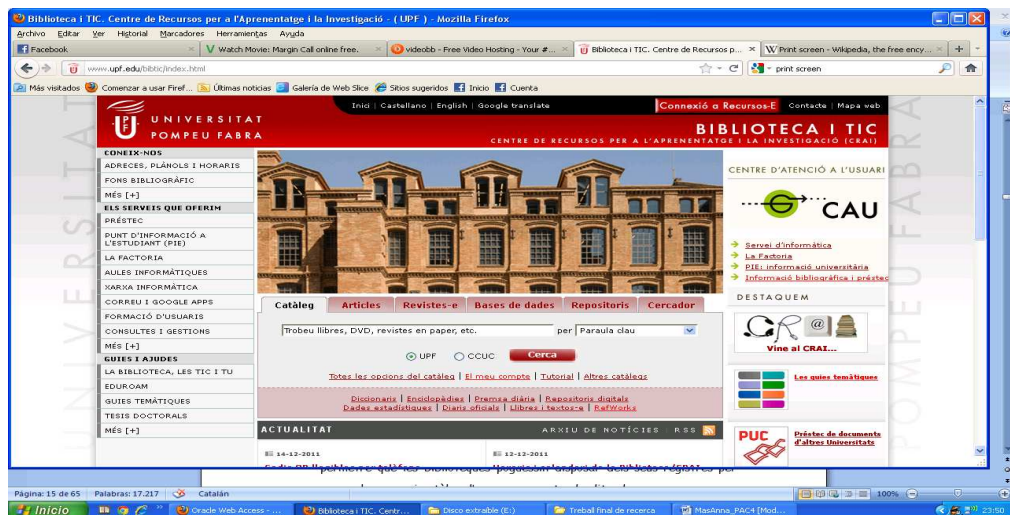 Biblioteca i TIC. Centre de Recursos per a l'Aprenentatge i la Investigació - ( UPF ) - Mozilla Firefox
Archivo Editar Ver Historial Marcadores Herramientas Ayuda
Facebook
Watch Movie: Margin Call online free.
videobb - Free Video Hosting - Your #...
Biblioteca i TIC. Centre de Recursos p...
Print screen - Wikipedia, the free ency...
www.upf.edu/bibtic/index.html
print screen
Más visitados Comenzar a usar Firef... Últimas noticias Galería de Web Slice Sitios sugeridos Inicio Cuenta
Inici | Castellano | English | Google translate
Connexió a Recursos-E Contacte | Mapa web
UNIVERSITAT
POMPEU FABRA
BIBLIOTECA I TIC
CENTRE DE RECURSOS PER A L'APRENENTATGE I LA INVESTIGACIÓ (CRAI)
CONEIX-NOS
ADRECES, PLÀNOLS I HORARIS
FONS BIBLIOGRÀFIC
MÉS [+]
ELS SERVEIS QUE OFERIM
PRÉSTEC
PUNT D'INFORMACIÓ A
L'ESTUDIANT (PIE)
LA FACTORIA
AULES INFORMÀTIQUES
XARXA INFORMÀTICA
CORREU I GOOGLE APPS
FORMACIÓ D'USUARIS
CONSULTES I GESTIONS
MÉS [+]
GUIES I AJUDES
LA BIBLIOTECA, LES TIC I TU
EDUROAM
GUIES TEMÀTIQUES
TESIS DOCTORALS
MÉS [+]
Catàleg Articles Revistes-e Bases de dades Repositoris Cercador
Trobeu llibres, DVD, revistes en paper, etc. per Paraula clau
UPF CCUC Cerca
Totes les opcions del catàleg | El meu compte | Tutorial | Altres catàlegs
Diccionaris | Enciclopèdies | Premsa diària | Repositoris digitals
Dades estadístiques | Diaris oficials | Llibres i textos-e | RefWorks
ACTUALITAT
ARXIU DE NOTÍCIES RSS
14-12-2011
12-12-2011
CENTRE D'ATENCIÓ A L'USUARI
CAU
Servei d'informàtica
La Factoria
PIE: informació universitària
Informació bibliogràfica i préstec
DESTAQUEM
CR@I
Vine al CRAI...
Les guies temàtiques
PUC
Préstec de documents
d'altres Universitats
UNIVERSITAT
POMPEU FABRA
Página: 15 de 65 Palabras: 17.217 Catalán
100%
Inicio
Oracle Web Access - ...
Biblioteca i TIC. Centr...
Disco extraíble (E:)
Treball final de recerca
MasAnna_PAC4 [Mod...
23:50